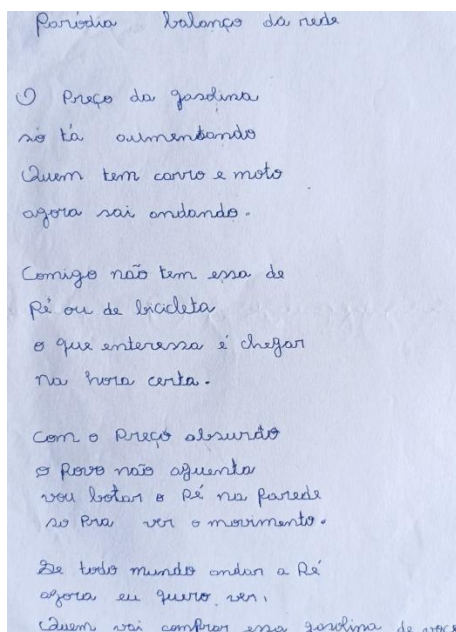 Paródia balanço da rede
O Preço da gasolina
só tá aumentando
Quem tem carro e moto
agora sai andando.
Comigo não tem essa de
Pé ou de bicicleta
o que enteressa é chegar
na hora certa.
Com o Preço absurdo
o Povo não aguenta
vou botar o Pé na parede
so Pra ver o movimento.
Se todo mundo andar a Pé
agora eu quero ver,
Quem vai comprar essa gasolina de você